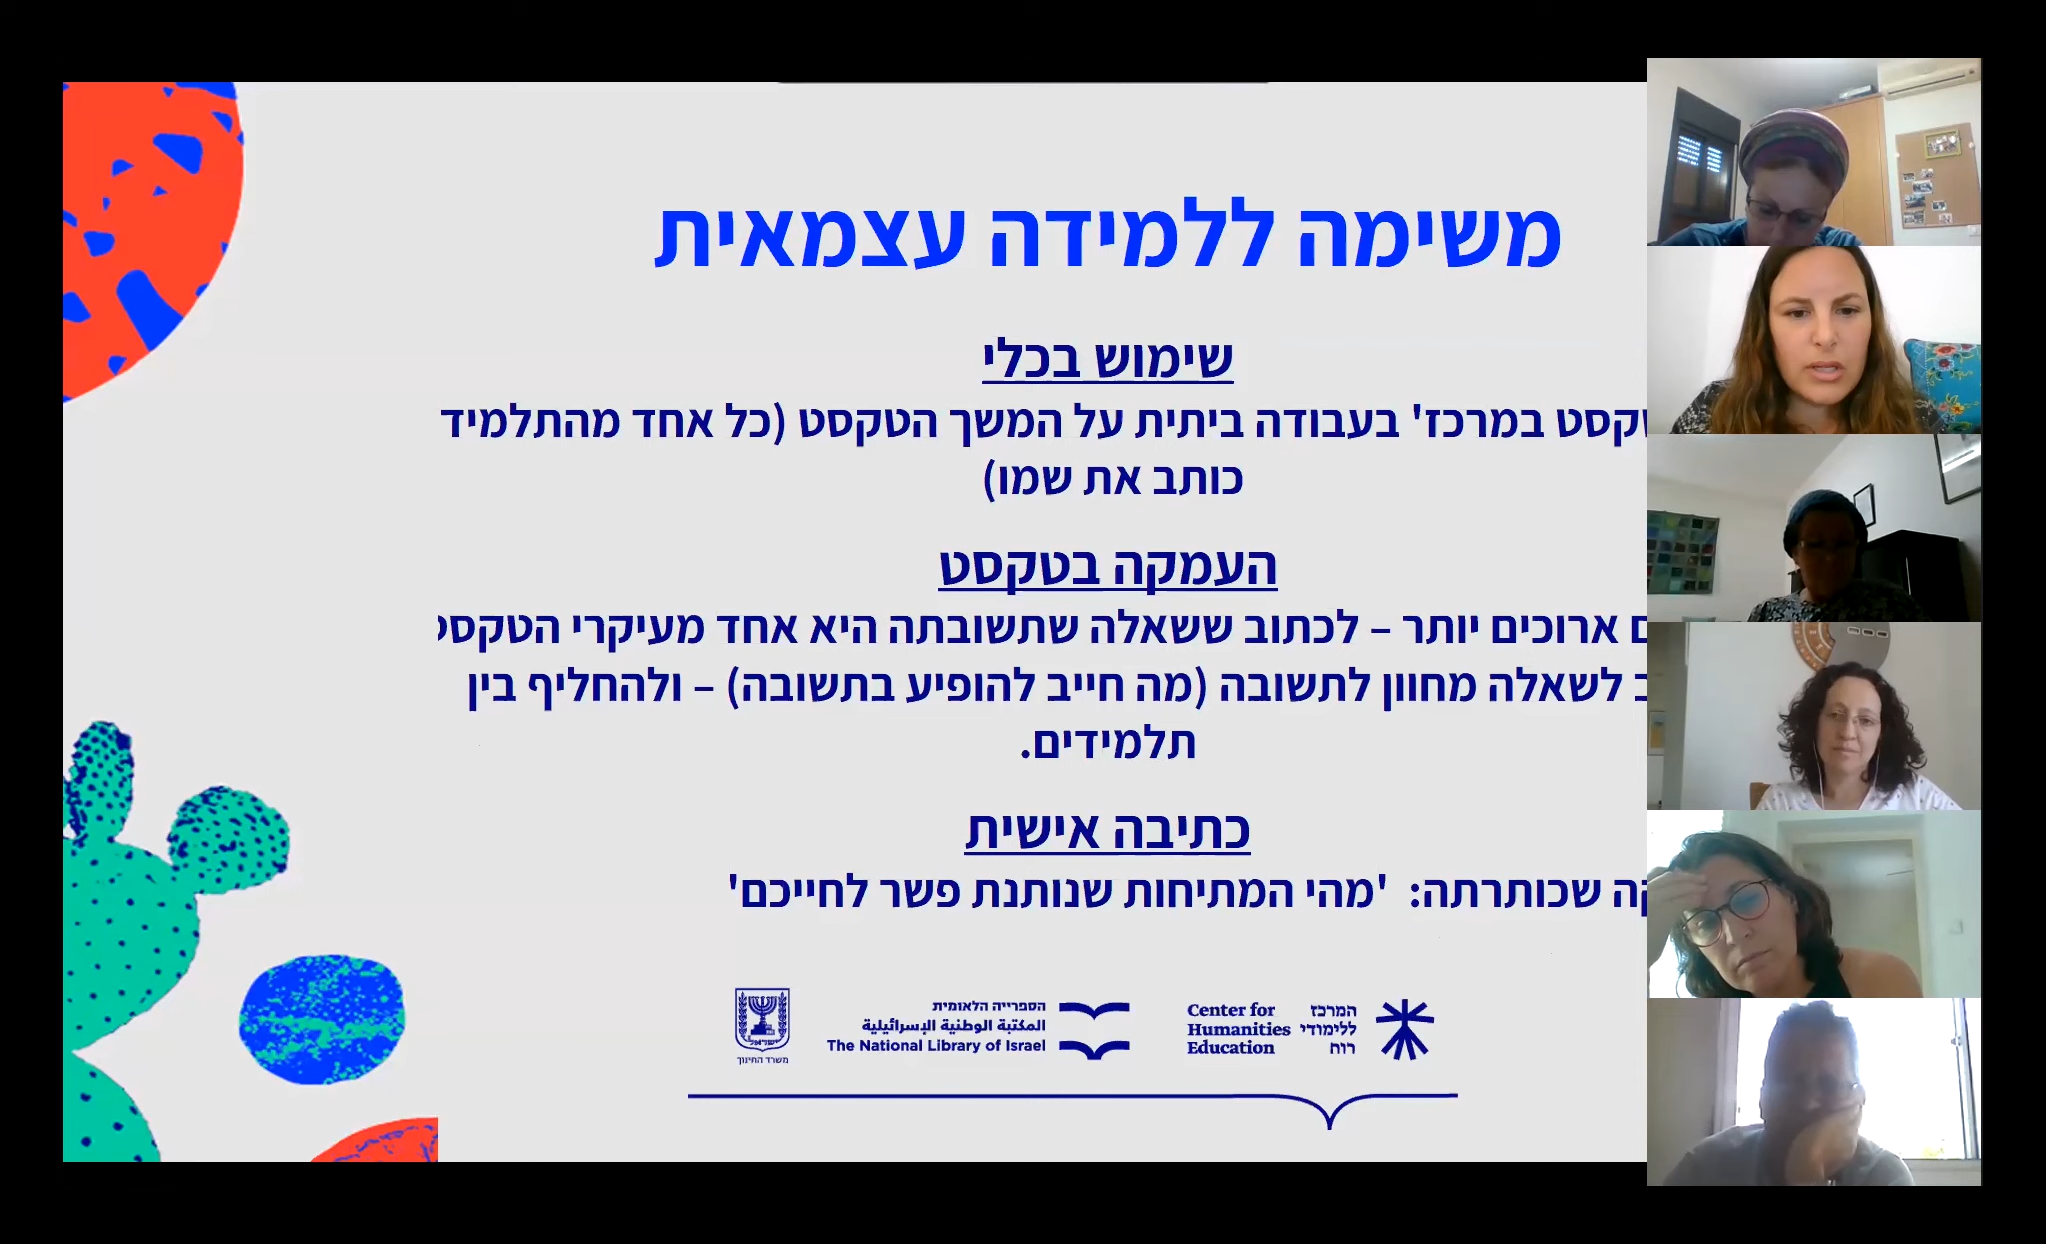 משימה ללמידה עצמאית
שימוש בכלי
במרכז' בעבודה ביתית על המשך הטקסט (כל אחד מהתלמיד
כותב את שמו)
העמקה בטקסט
ארוכים יותר – לכתוב ששאלה שתשובתה היא אחד מעיקרי
לשאלה מחוון לתשובה (מה חייב להופיע בתשובה) – ולהחליף בין
תלמידים.
כתיבה אישית
שכותרתה: 'מהי המתיחות שנותנת פשר לחייכם'
המרכז
ללימודי
רוח
Center for
Humanities
Education
הספרייה הלאומית
المكتبة الوطنية الإسرائيلية
The National Library of Israel
ישראל
משרד החינוך